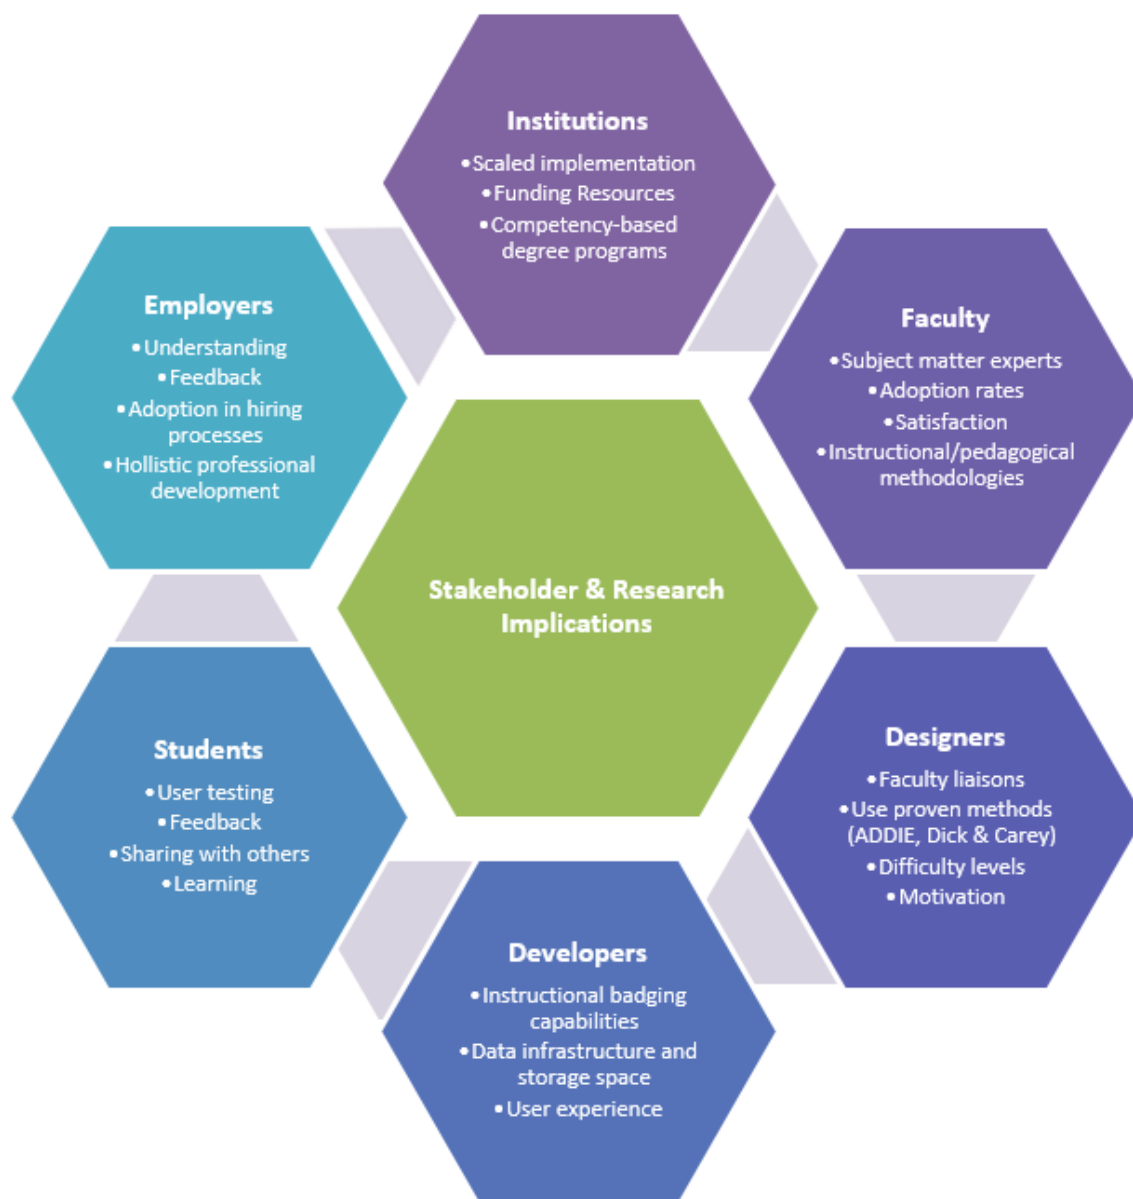 Institutions
•Scaled implementation
•Funding Resources
•Competency-based
degree programs
Faculty
•Subject matter experts
•Adoption rates
•Satisfaction
•Instructional/pedagogical
methodologies
Designers
•Faculty liaisons
•Use proven methods
(ADDIE, Dick & Carey)
•Difficulty levels
•Motivation
Developers
•Instructional badging
capabilities
•Data infrastructure and
storage space
•User experience
Students
•User testing
•Feedback
•Sharing with others
•Learning
Employers
•Understanding
•Feedback
•Adoption in hiring
processes
•Hollistic professional
development
Stakeholder & Research
Implications